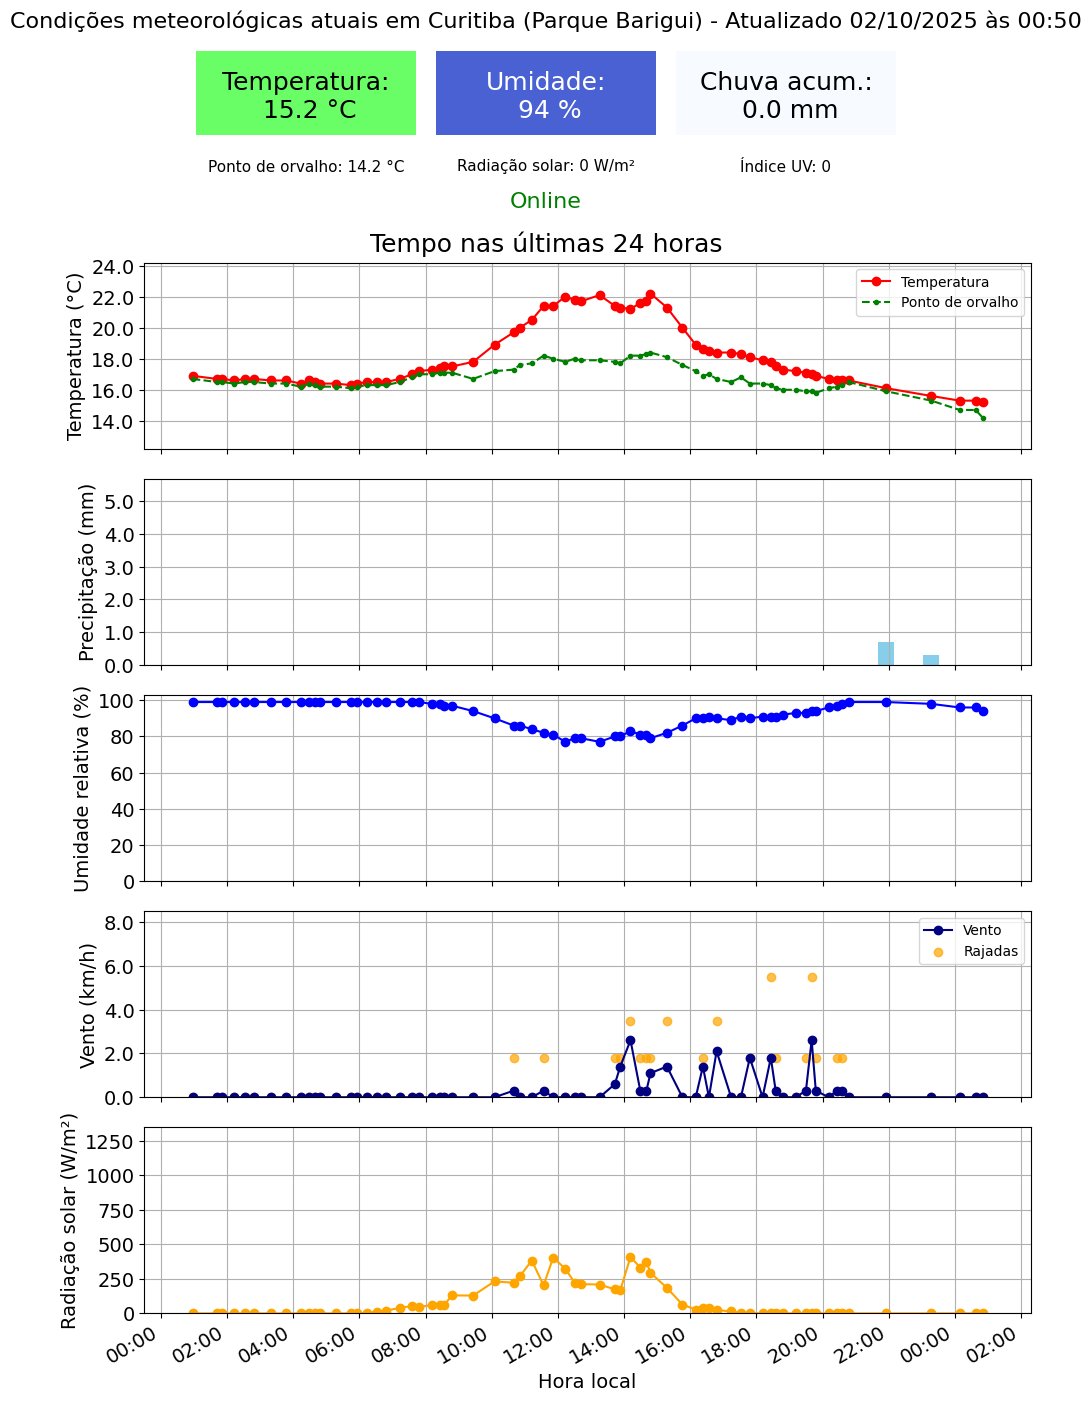 Condições meteorológicas atuais em Curitiba (Parque Barigui) - Atualizado 02/10/2025 às 00:50
Temperatura:
15.2 °C
Umidade:
94 %
Chuva acum.:
0.0 mm
Ponto de orvalho: 14.2 °C
Radiação solar: 0 W/m²
Índice UV: 0
Online
Tempo nas últimas 24 horas
Temperatura (°C)
24.0
22.0
20.0
18.0
16.0
14.0
Temperatura
Ponto de orvalho
Precipitação (mm)
5.0
4.0
3.0
2.0
1.0
0.0
Umidade relativa (%)
100
80
60
40
20
0
Vento (km/h)
8.0
6.0
4.0
2.0
0.0
Vento
Rajadas
Radiação solar (W/m²)
1250
1000
750
500
250
0
00:00 02:00 04:00 06:00 08:00 10:00 12:00 14:00 16:00 18:00 20:00 22:00 00:00 02:00
Hora local